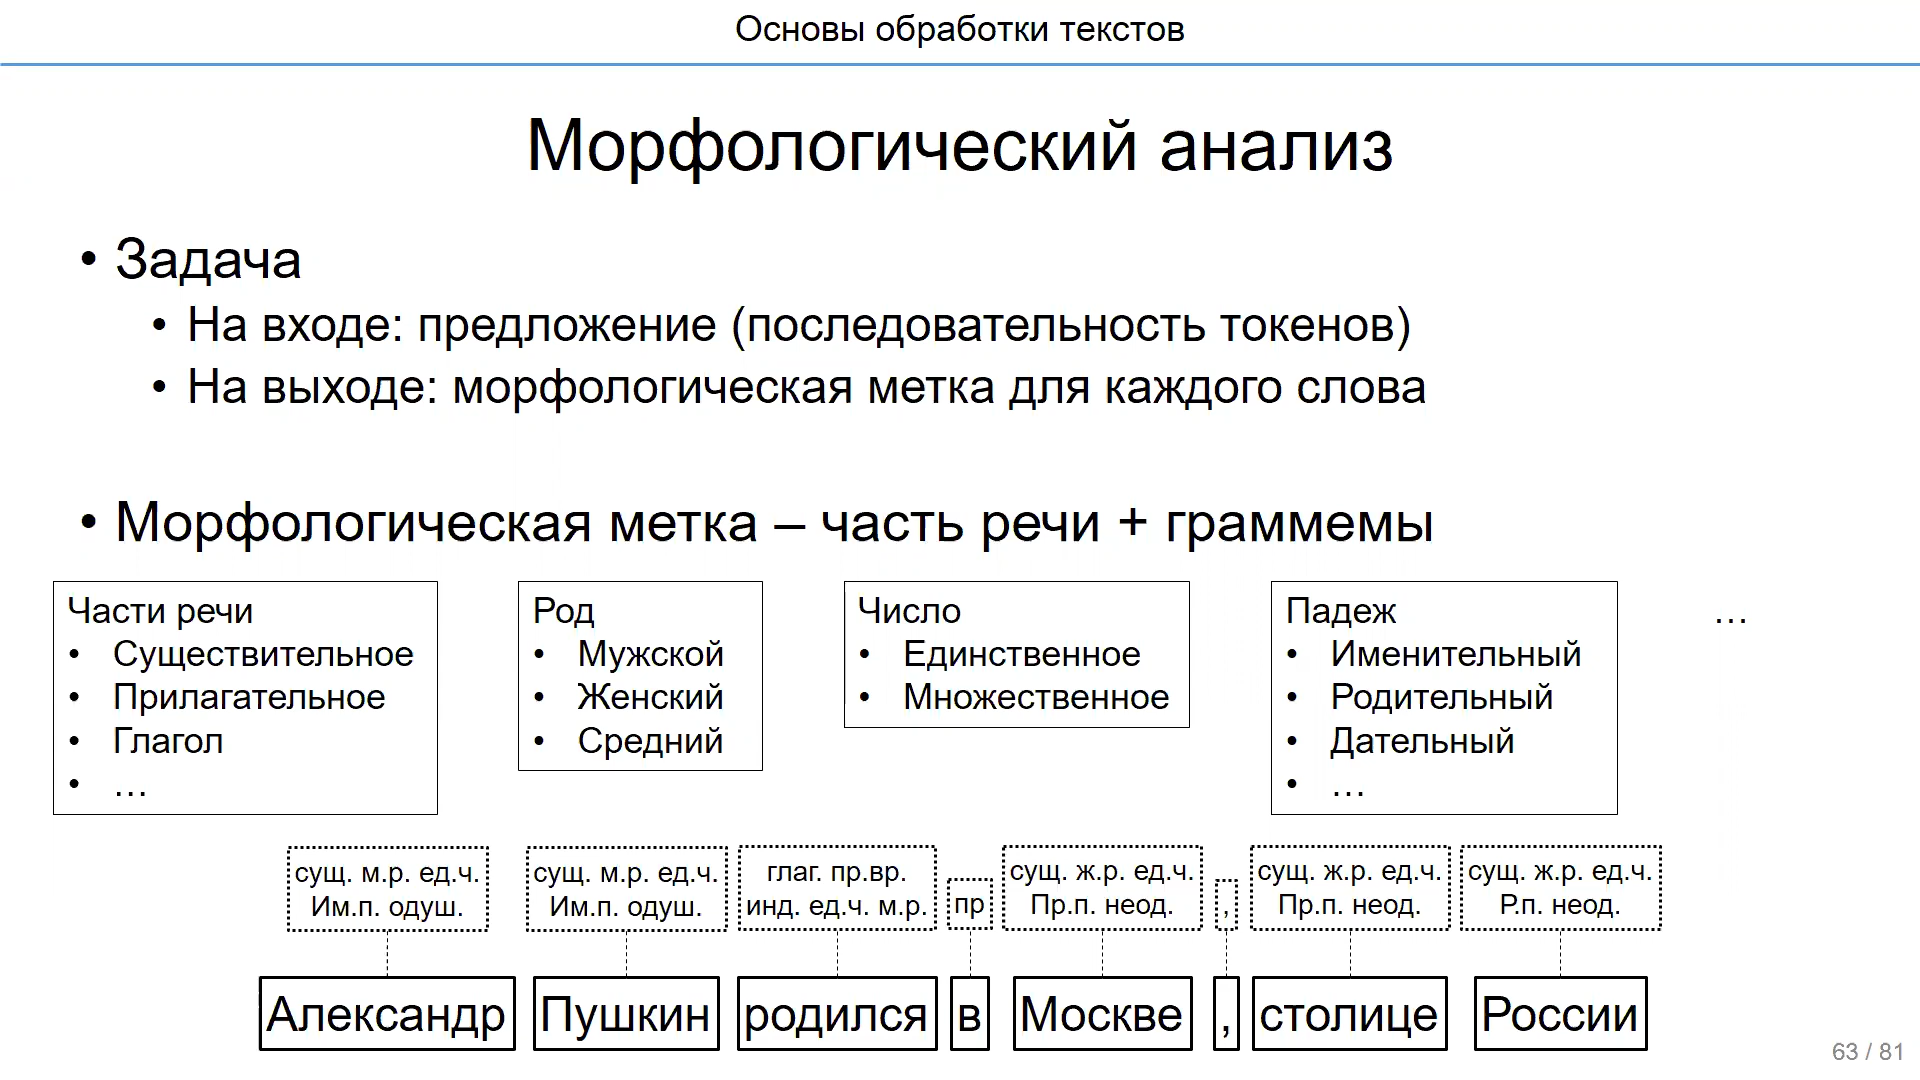 Основы обработки текстов
Морфологический анализ
• Задача
• На входе: предложение (последовательность токенов)
• На выходе: морфологическая метка для каждого слова
• Морфологическая метка – часть речи + граммемы
Части речи
• Существительное
• Прилагательное
• Глагол
• …
Род
• Мужской
• Женский
• Средний
Число
• Единственное
• Множественное
Падеж
• Именительный
• Родительный
• Дательный
• …
…
сущ. м.р. ед.ч.
Им.п. одуш.
сущ. м.р. ед.ч.
Им.п. одуш.
глаг. пр.вр.
инд. ед.ч. м.р.
пр
сущ. ж.р. ед.ч.
Пр.п. неод.
,
сущ. ж.р. ед.ч.
Пр.п. неод.
сущ. ж.р. ед.ч.
Р.п. неод.
Александр Пушкин родился в Москве , столице России
63 / 81